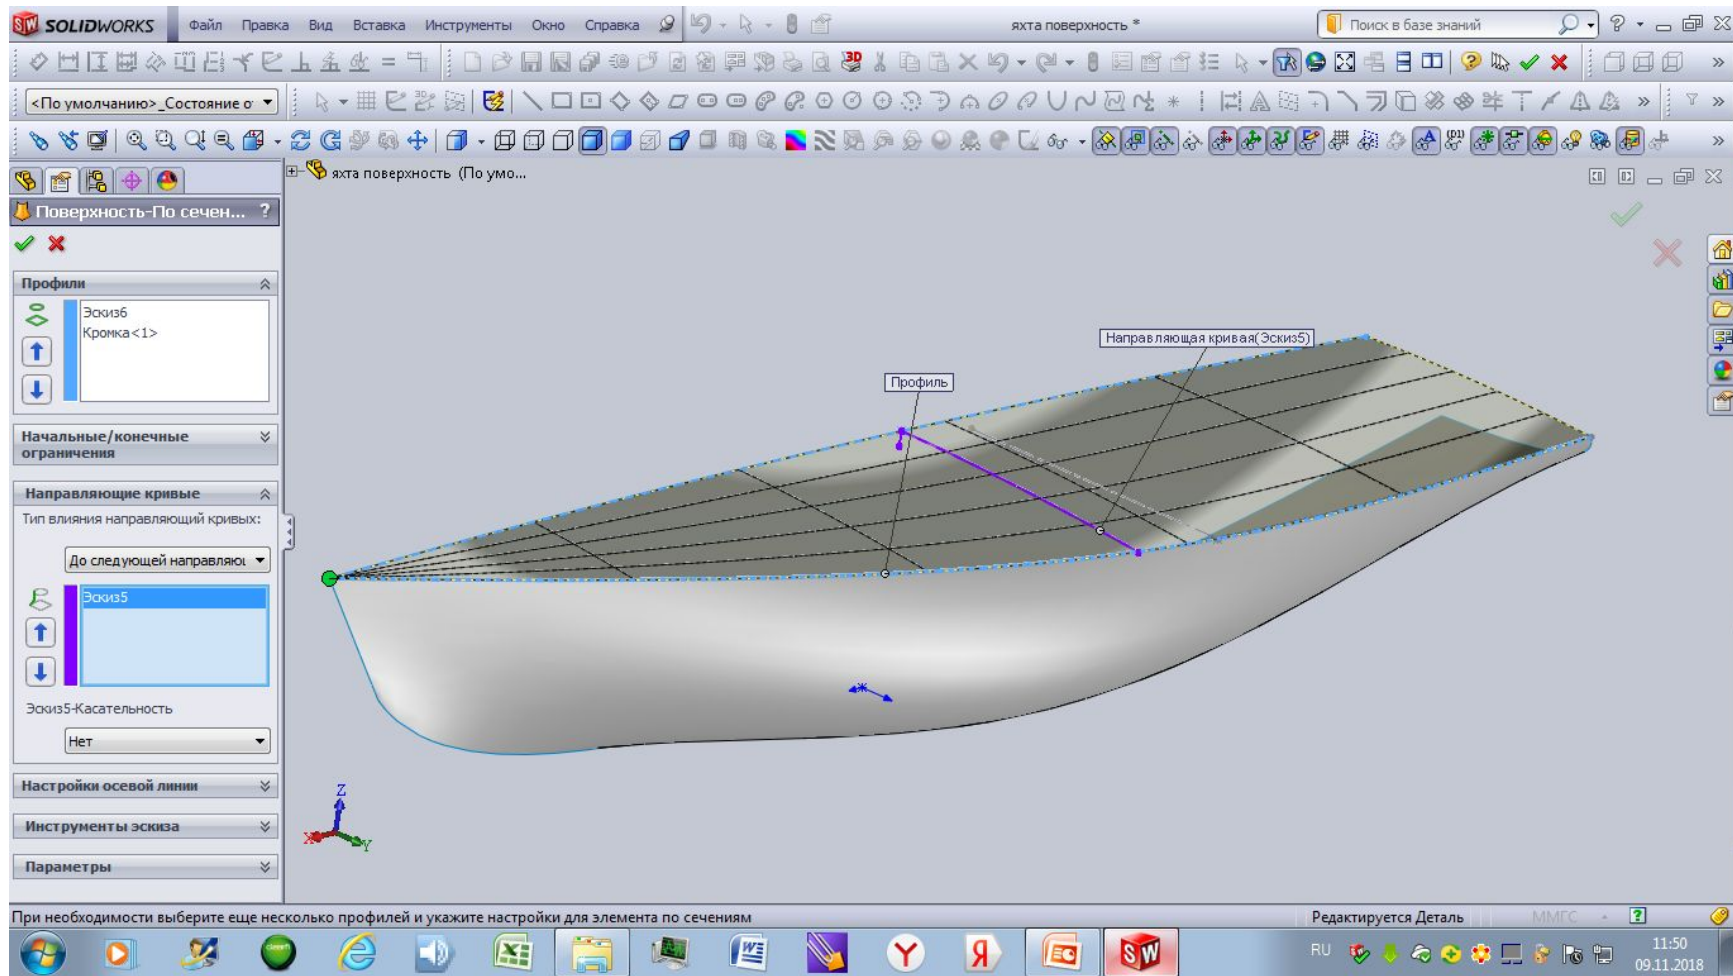 SOLIDWORKS Файл Правка Вид Вставка Инструменты Окно Справка яхта поверхность * Поиск в базе знаний
<По умолчанию>_Состояние о
яхта поверхность (По умо...
Поверхность-По сечен... ?
Профили
Эскиз6
Кромка<1>
Начальные/конечные
ограничения
Направляющие кривые
Тип влияния направляющий кривых:
До следующей направляющ
Эскиз5
Эскиз5-Касательность
Нет
Настройки осевой линии
Инструменты эскиза
Параметры
Направляющая кривая(Эскиз5)
Профиль
Z
X
Y
При необходимости выберите еще несколько профилей и укажите настройки для элемента по сечениям Редактируется Деталь ММГС
RU 11:50
09.11.2018